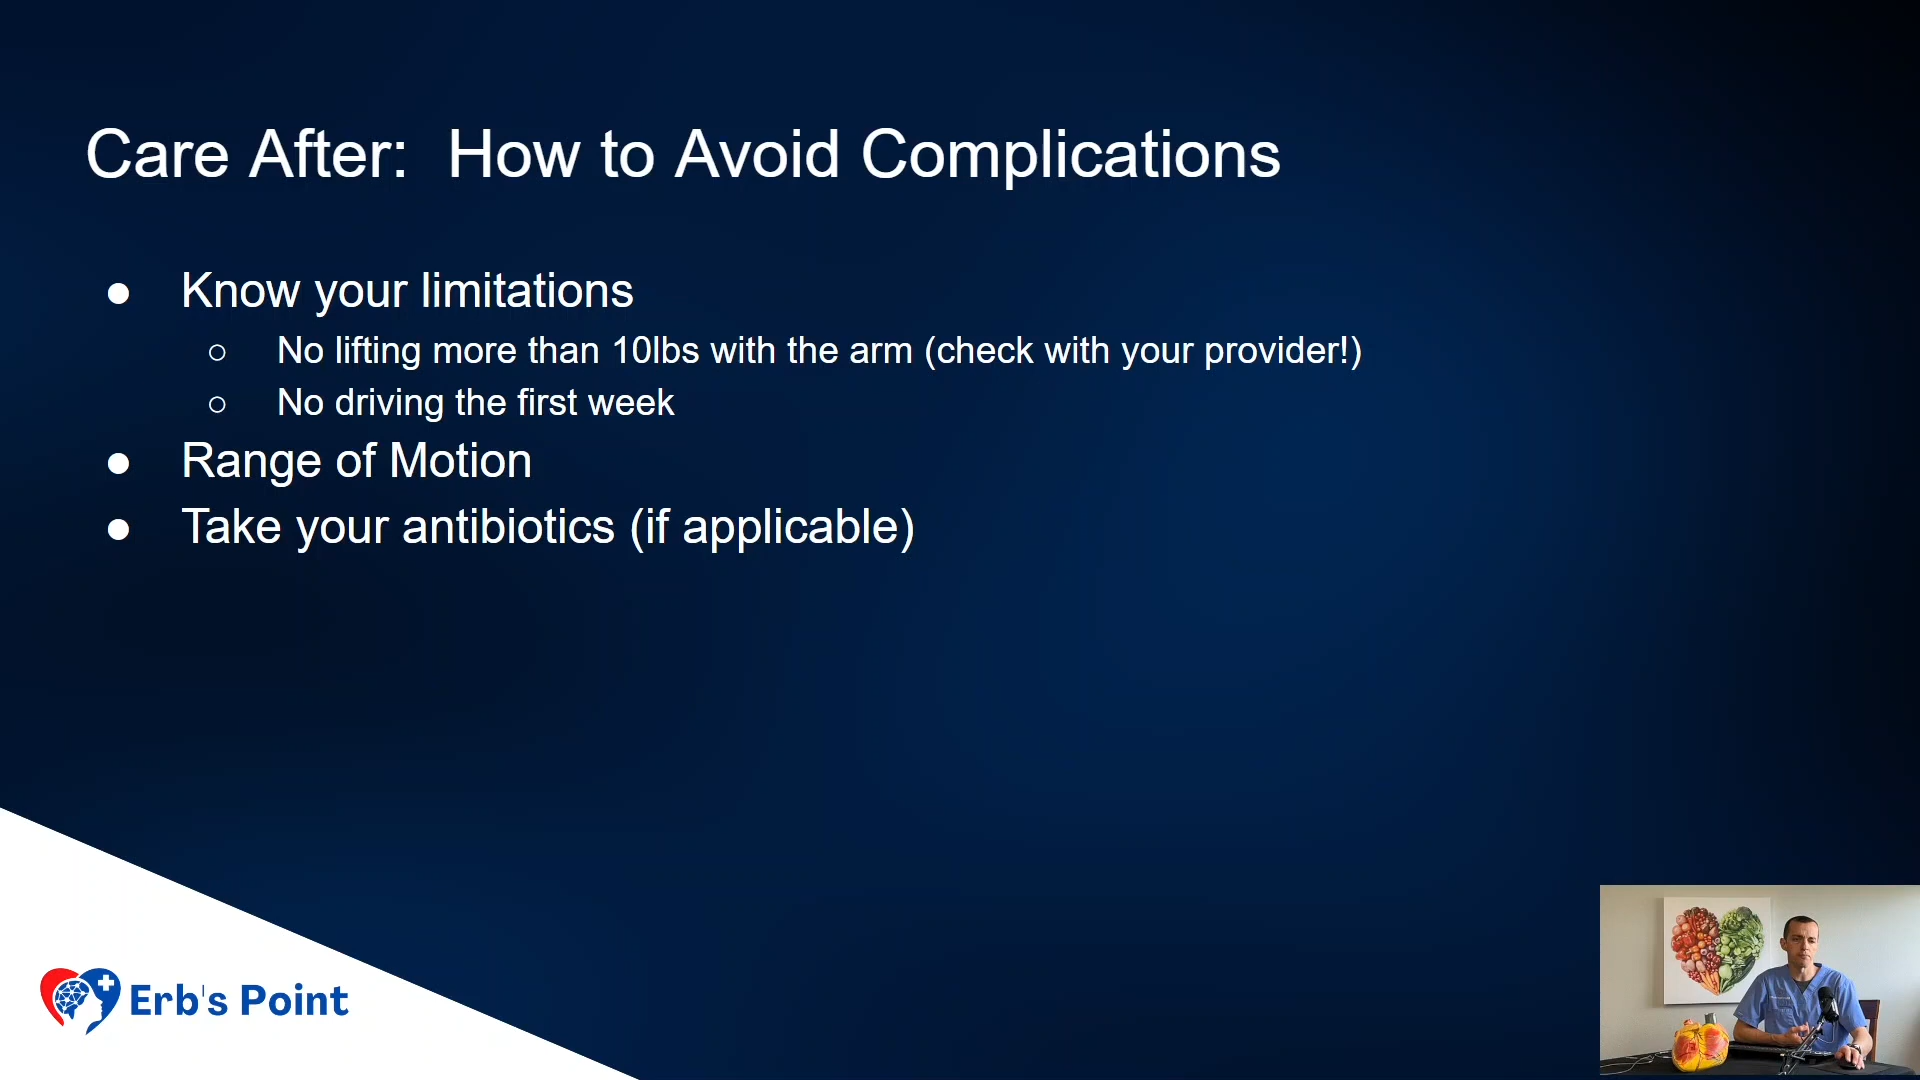 Care After:  How to Avoid Complications
● Know your limitations
○ No lifting more than 10lbs with the arm (check with your provider!)
○ No driving the first week
● Range of Motion
● Take your antibiotics (if applicable)
Erb's Point